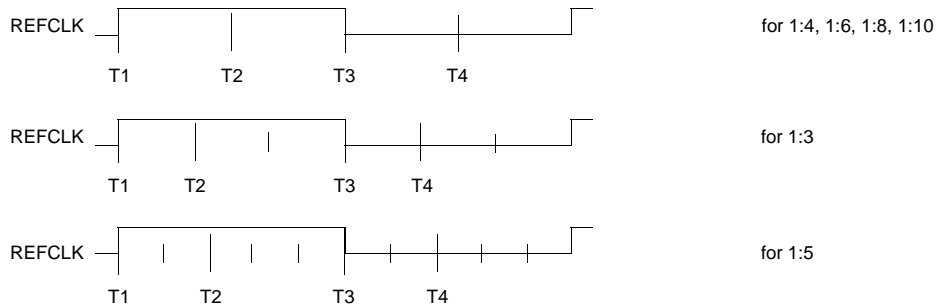 REFCLK for 1:4, 1:6, 1:8, 1:10
T1 T2 T3 T4
REFCLK for 1:3
T1 T2 T3 T4
REFCLK for 1:5
T1 T2 T3 T4